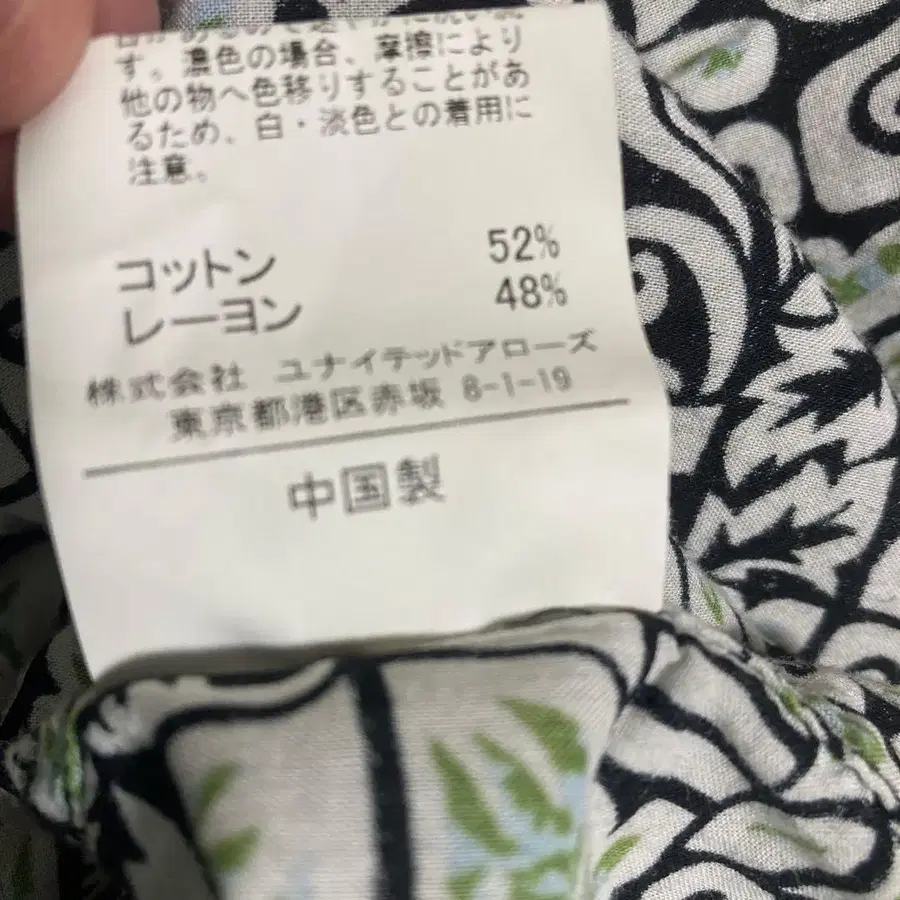 す。濃色の場合、摩擦により
他の物へ色移りすることがあ
るため、白・淡色との着用に
注意。
コットン 52%
レーヨン 48%
株式会社 ユナイテッドアローズ
東京都港区赤坂 8-1-19
中国製